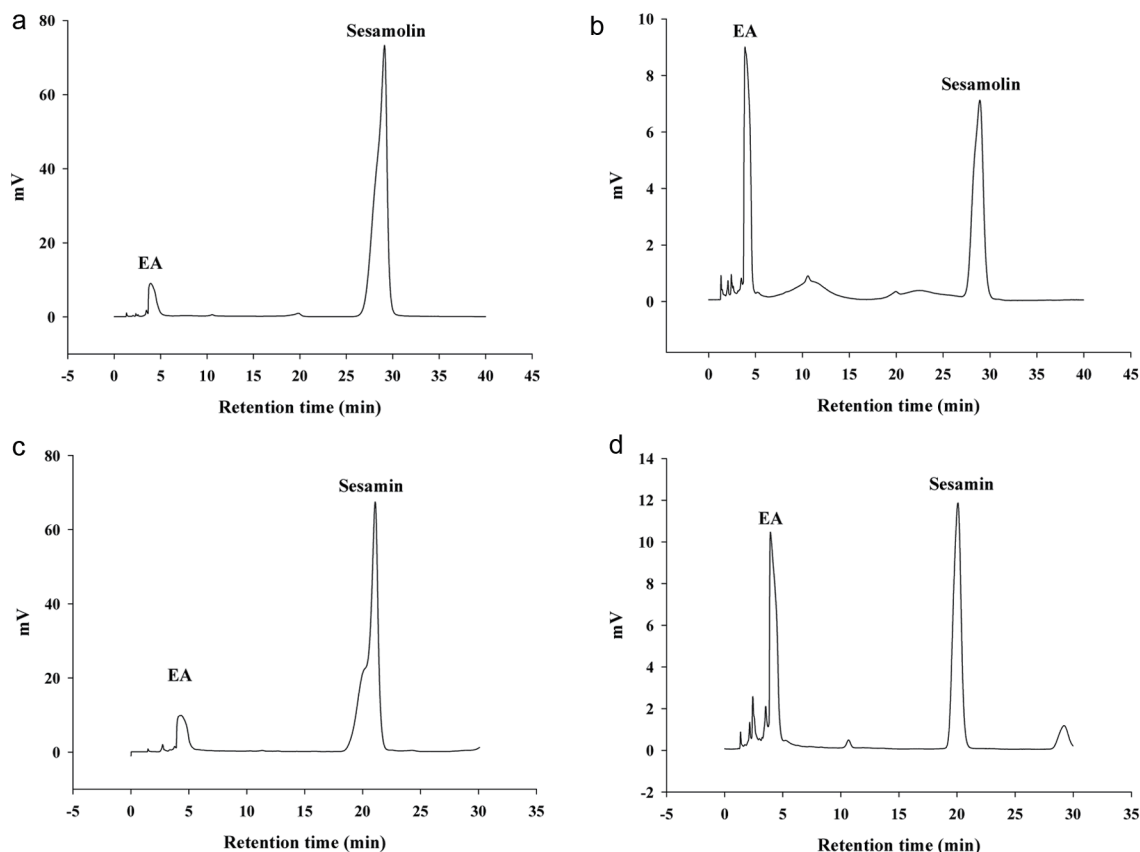 a
80
60
40
20
0
mV
Sesamolin
EA
-5 0 5 10 15 20 25 30 35 40 45
Retention time (min)
b
10
8
6
4
2
0
mV
EA
Sesamolin
0 5 10 15 20 25 30 35 40 45
Retention time (min)
c
80
60
40
20
0
mV
Sesamin
EA
-5 0 5 10 15 20 25 30 35
Retention time (min)
d
14
12
10
8
6
4
2
0
-2
mV
Sesamin
EA
-5 0 5 10 15 20 25 30 35
Retention time (min)